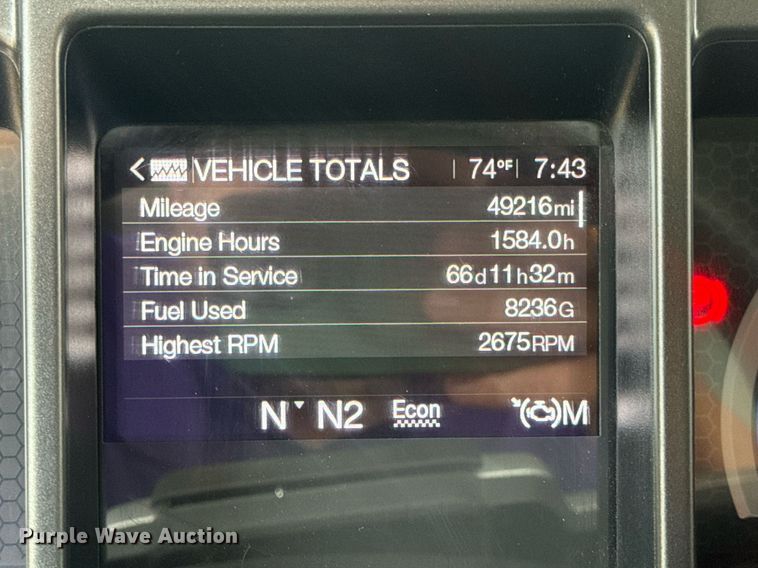 VEHICLE TOTALS 74°F 7:43
Mileage 49216mi
Engine Hours 1584.0h
Time in Service 66d11h32m
Fuel Used 8236G
Highest RPM 2675RPM
N N2 Econ M
Purple Wave Auction®